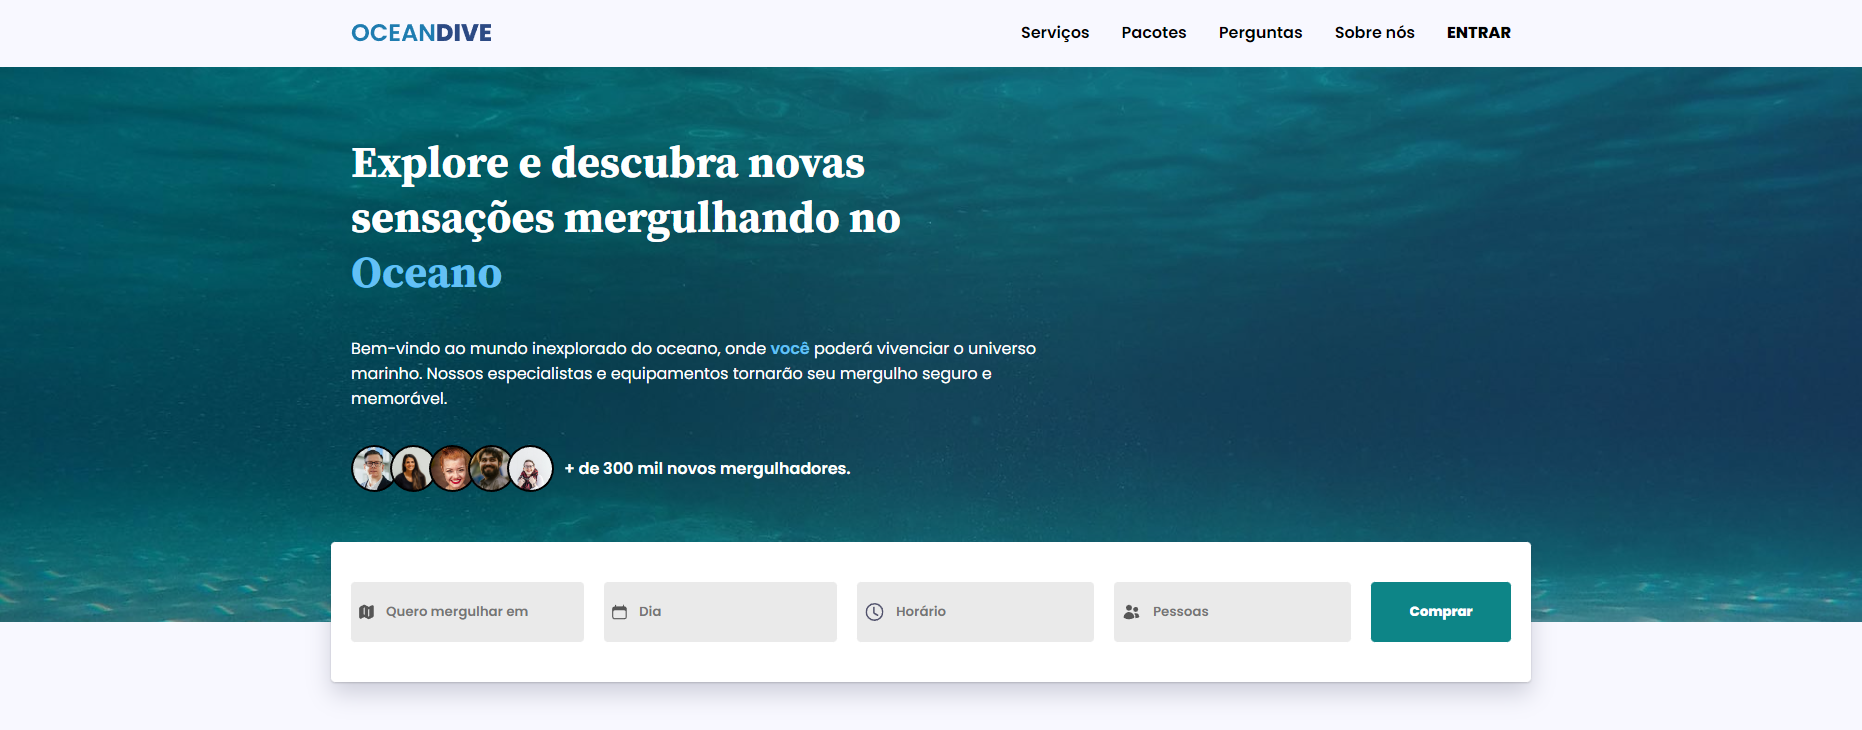 OCEANDIVE
Serviços
Pacotes
Perguntas
Sobre nós
ENTRAR
Explore e descubra novas
sensações mergulhando no
Oceano
Bem-vindo ao mundo inexplorado do oceano, onde você poderá vivenciar o universo
marinho. Nossos especialistas e equipamentos tornarão seu mergulho seguro e
memorável.
+ de 300 mil novos mergulhadores.
Quero mergulhar em
Dia
Horário
Pessoas
Comprar